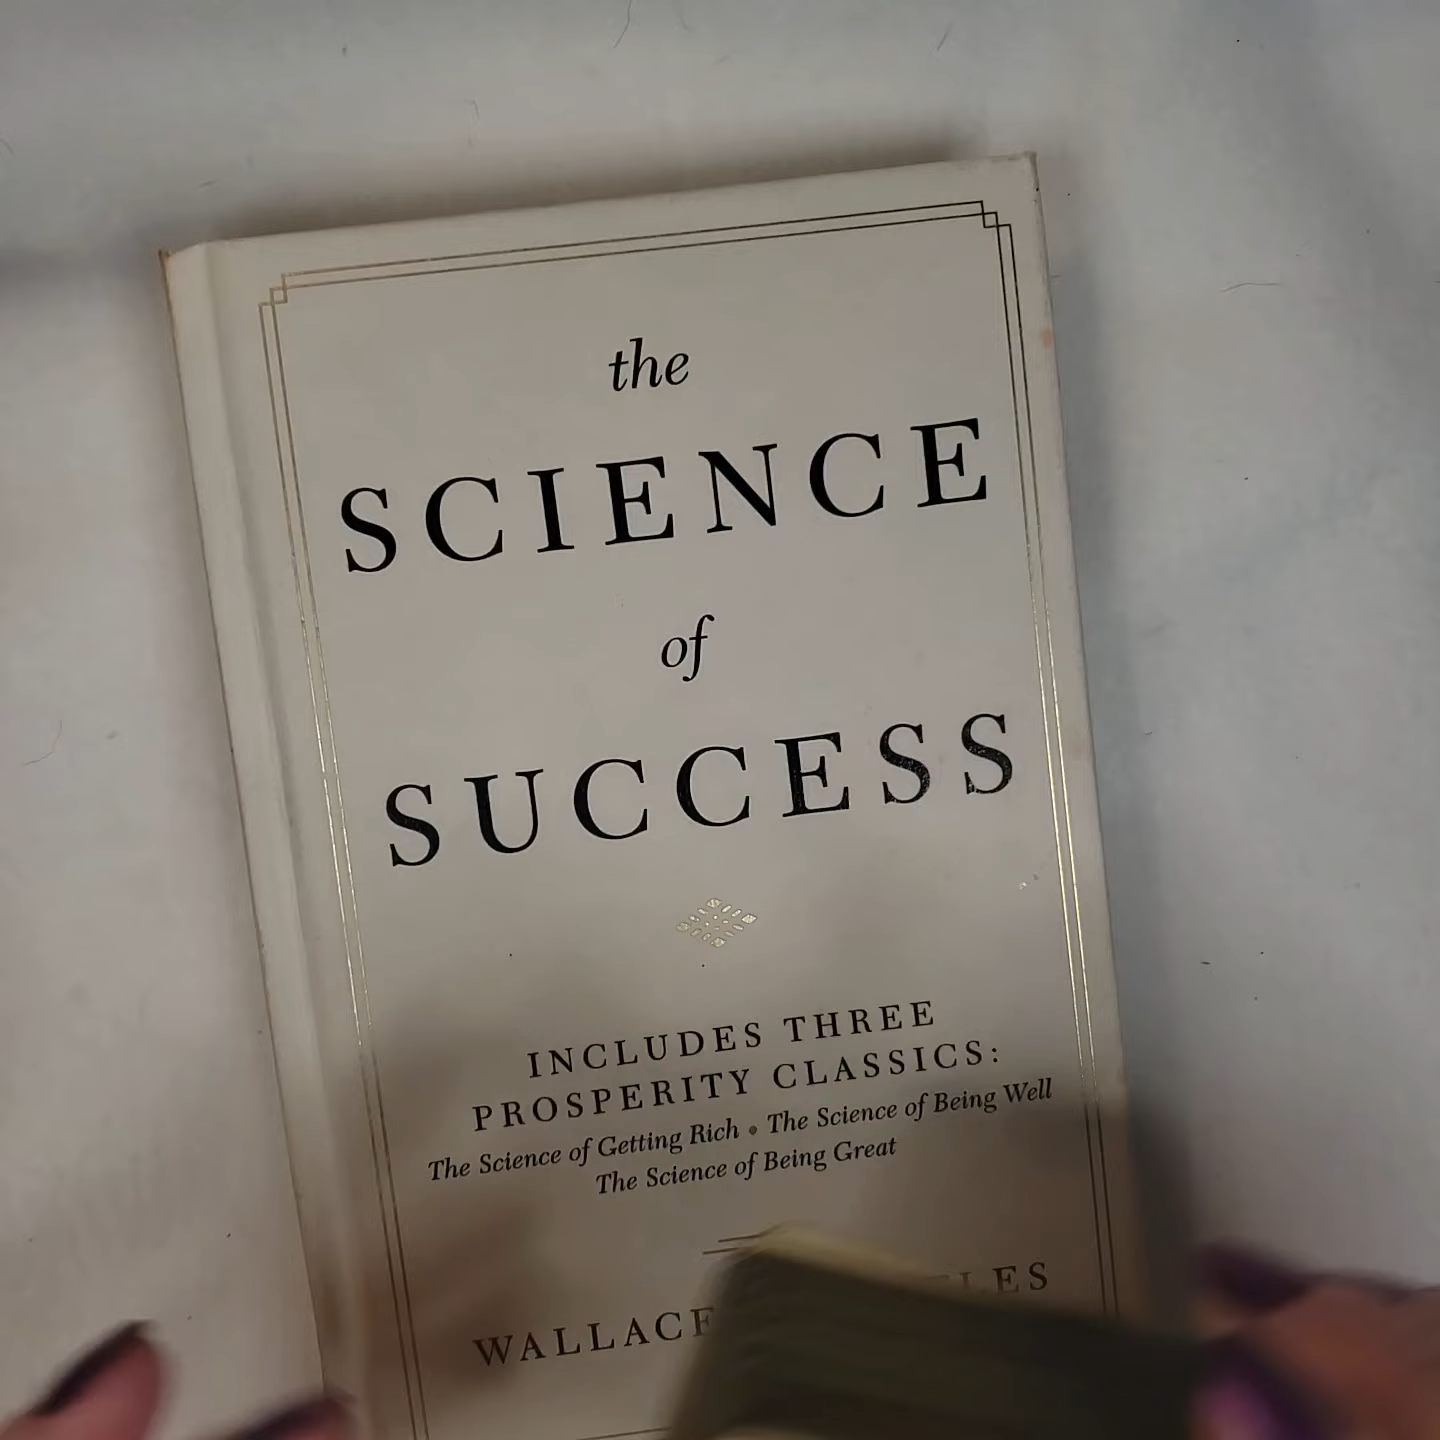 the
SCIENCE
of
SUCCESS
INCLUDES THREE
PROSPERITY CLASSICS:
The Science of Getting Rich • The Science of Being Well
The Science of Being Great
WALLACE